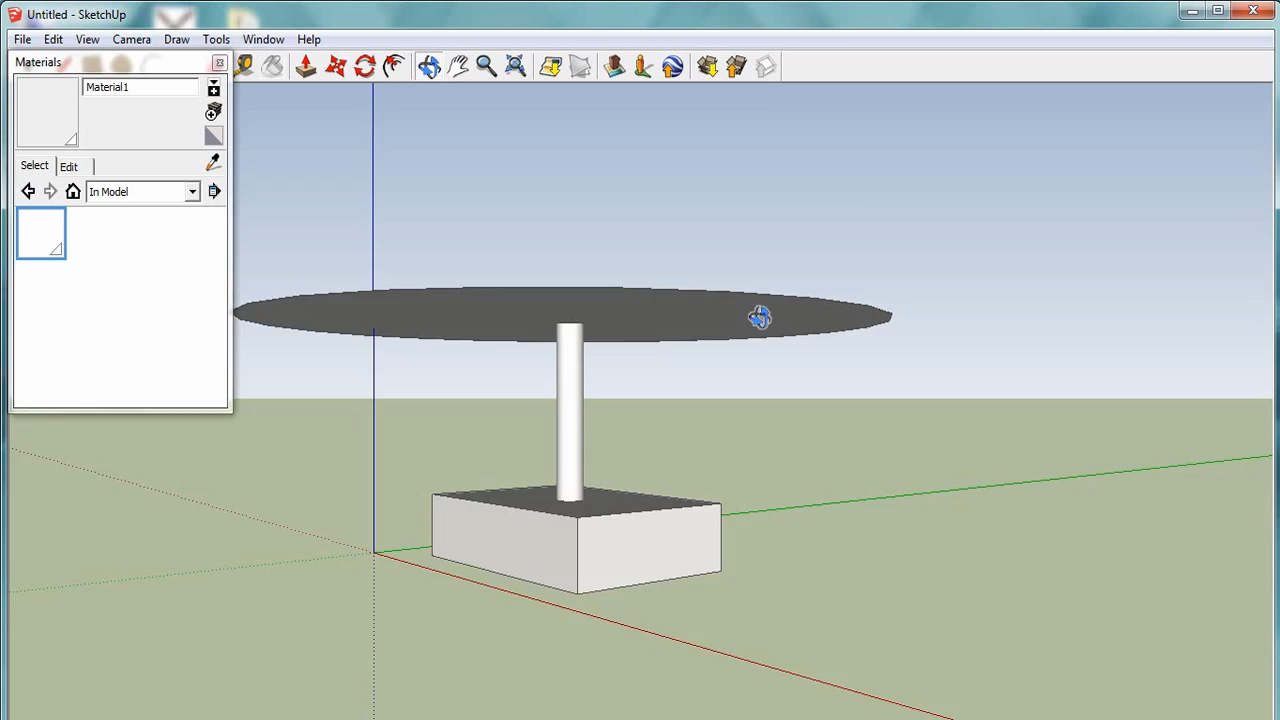 Untitled - SketchUp
File Edit View Camera Draw Tools Window Help
Materials
Material1
Select Edit
In Model